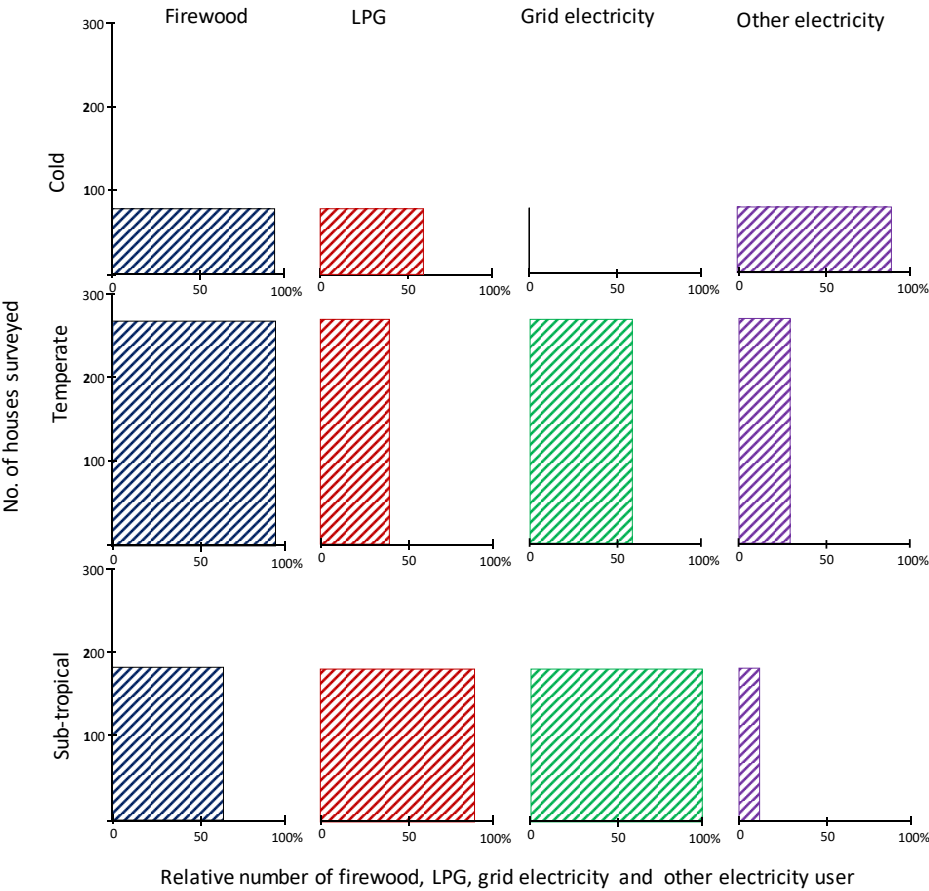 Firewood LPG Grid electricity Other electricity
300
200
100
Cold
0 50 100% 0 50 100% 0 50 100% 0 50 100%
300
200
100
Temperate
No. of houses surveyed
0 50 100% 0 50 100% 0 50 100% 0 50 100%
300
200
100
Sub-tropical
0 50 100% 0 50 100% 0 50 100% 0 50 100%
Relative number of firewood, LPG, grid electricity and other electricity user